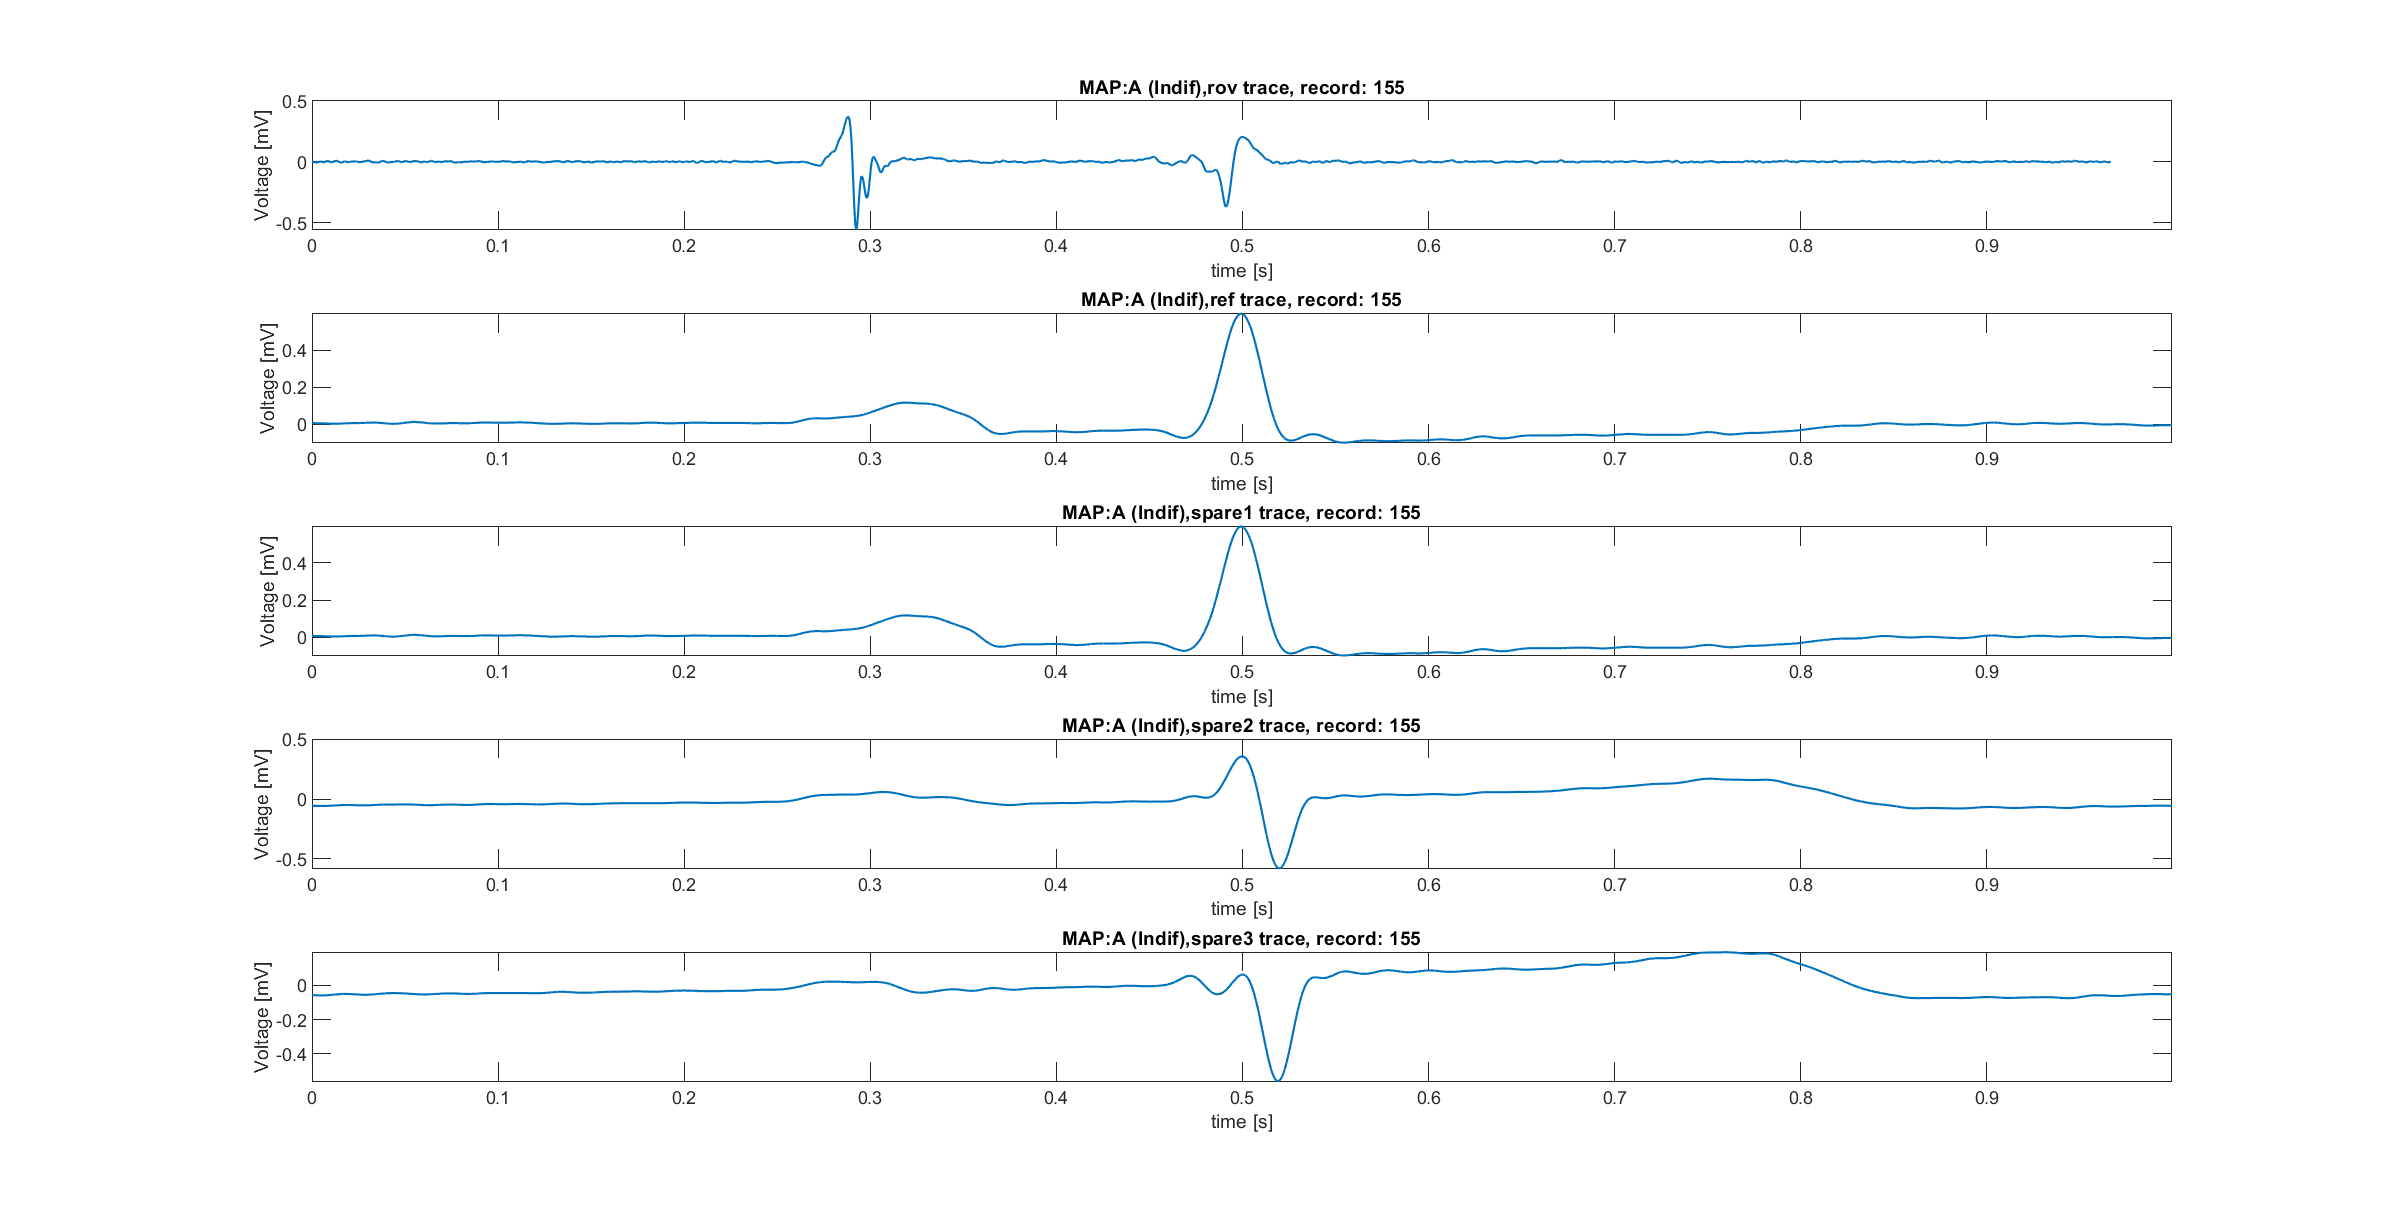 MAP:A (Indif),rov trace, record: 155
Voltage [mV]
0.5
0
-0.5
0 0.1 0.2 0.3 0.4 0.5 0.6 0.7 0.8 0.9
time [s]
MAP:A (Indif),ref trace, record: 155
Voltage [mV]
0.4
0.2
0
0 0.1 0.2 0.3 0.4 0.5 0.6 0.7 0.8 0.9
time [s]
MAP:A (Indif),spare1 trace, record: 155
Voltage [mV]
0.4
0.2
0
0 0.1 0.2 0.3 0.4 0.5 0.6 0.7 0.8 0.9
time [s]
MAP:A (Indif),spare2 trace, record: 155
Voltage [mV]
0.5
0
-0.5
0 0.1 0.2 0.3 0.4 0.5 0.6 0.7 0.8 0.9
time [s]
MAP:A (Indif),spare3 trace, record: 155
Voltage [mV]
0
-0.2
-0.4
0 0.1 0.2 0.3 0.4 0.5 0.6 0.7 0.8 0.9
time [s]